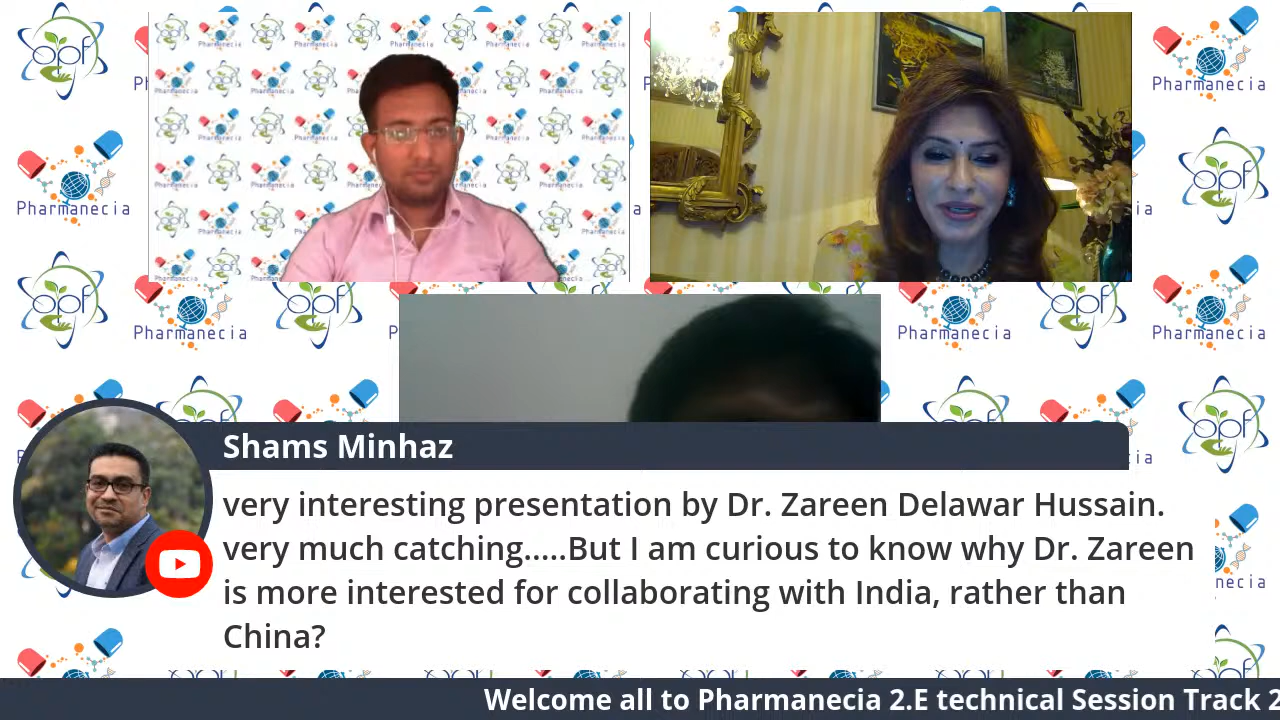 opf
Pharmanecia
Shams Minhaz
very interesting presentation by Dr. Zareen Delawar Hussain.
very much catching.....But I am curious to know why Dr. Zareen
is more interested for collaborating with India, rather than
China?
Welcome all to Pharmanecia 2.E technical Session Track 2